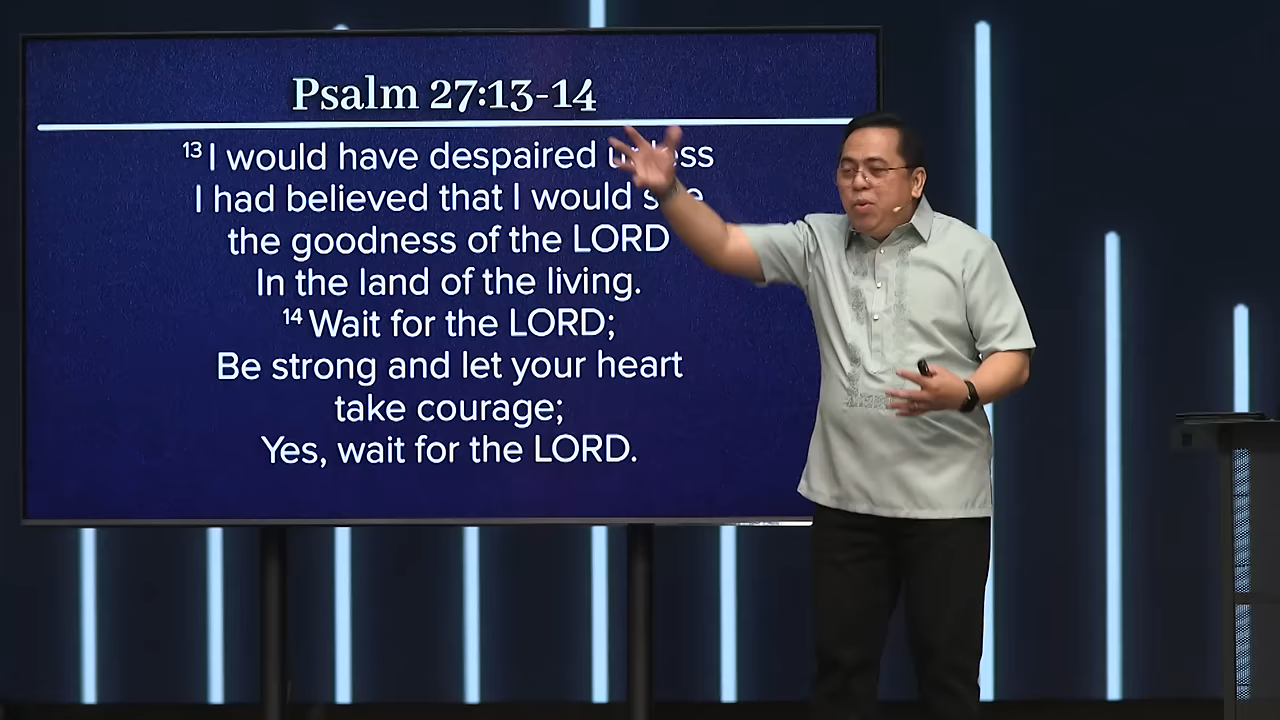 Psalm 27:13-14
13 I would have despaired unless
I had believed that I would see
the goodness of the LORD
In the land of the living.
14 Wait for the LORD;
Be strong and let your heart
take courage;
Yes, wait for the LORD.